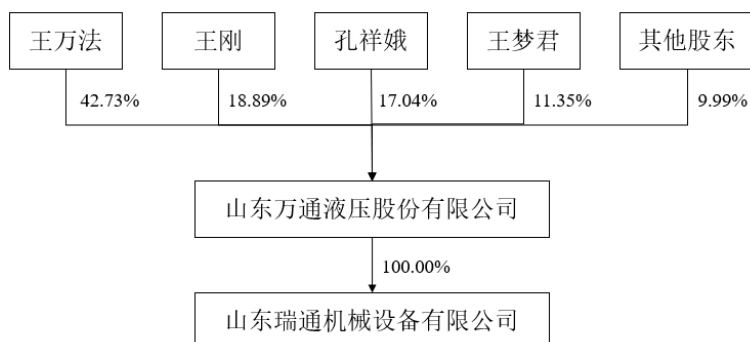 王万法
王刚
孔祥娥
王梦君
其他股东
42.73%
18.89%
17.04%
11.35%
9.99%
山东万通液压股份有限公司
100.00%
山东瑞通机械设备有限公司